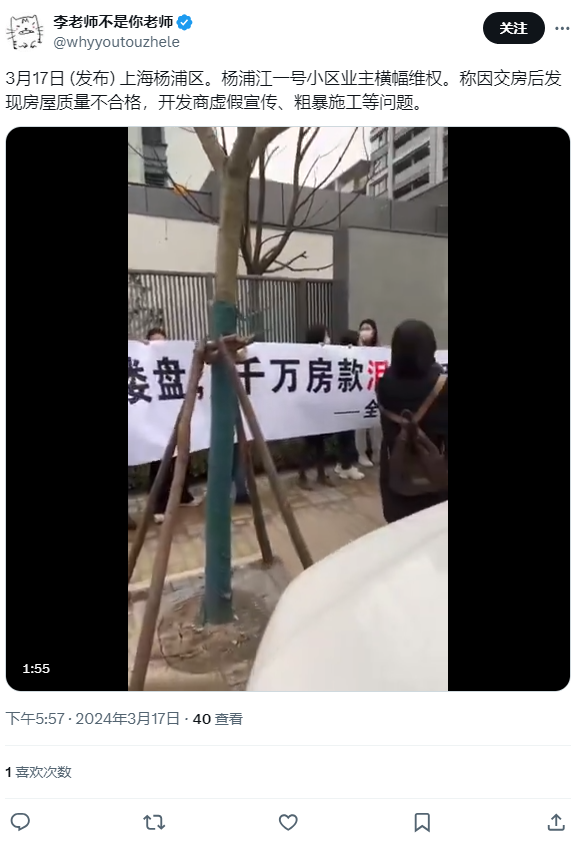 李老师不是你老师
@whyyoutouzhele
关注
3月17日 (发布) 上海杨浦区。杨浦江一号小区业主横幅维权。称因交房后发
现房屋质量不合格，开发商虚假宣传、粗暴施工等问题。
楼盘，千万房款泪
——全
1:55
下午5:57 · 2024年3月17日 · 40 查看
1 喜欢次数